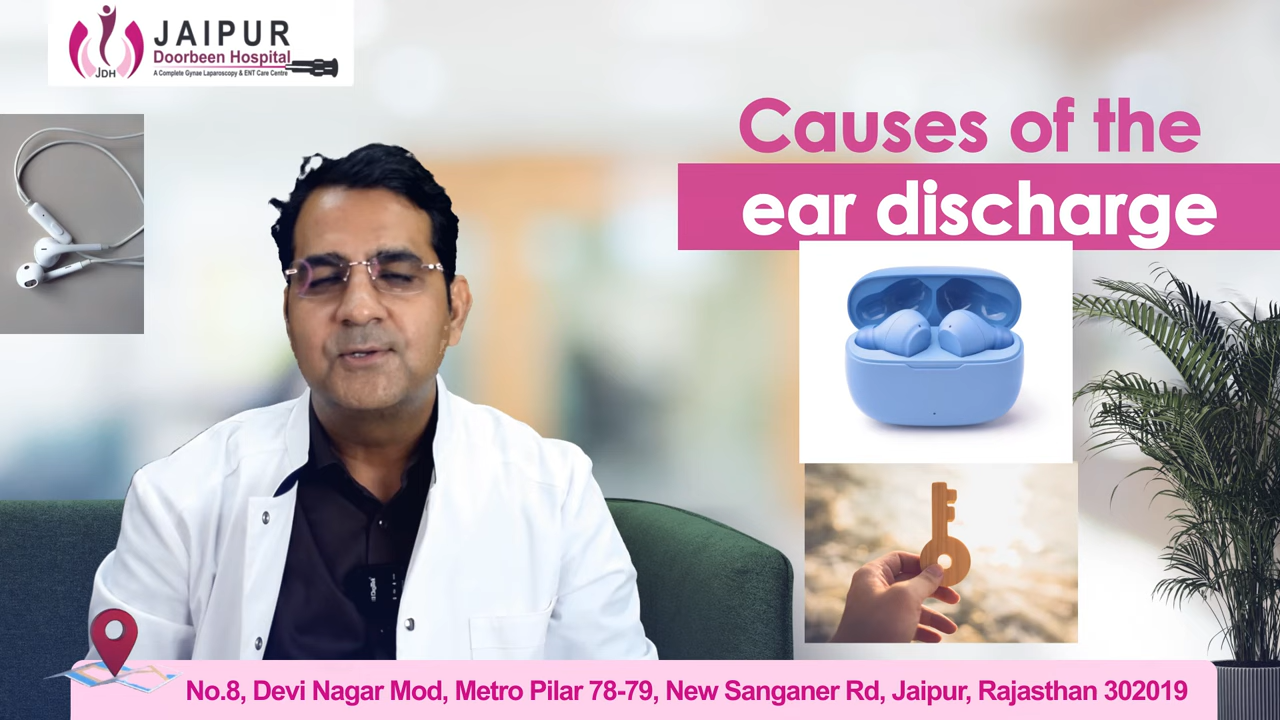 JAIPUR
Doorbeen Hospital
A Complete Gynae Laparoscopy & ENT Care Centre
JDH
Causes of the
ear discharge
No.8, Devi Nagar Mod, Metro Pilar 78-79, New Sanganer Rd, Jaipur, Rajasthan 302019
JDH